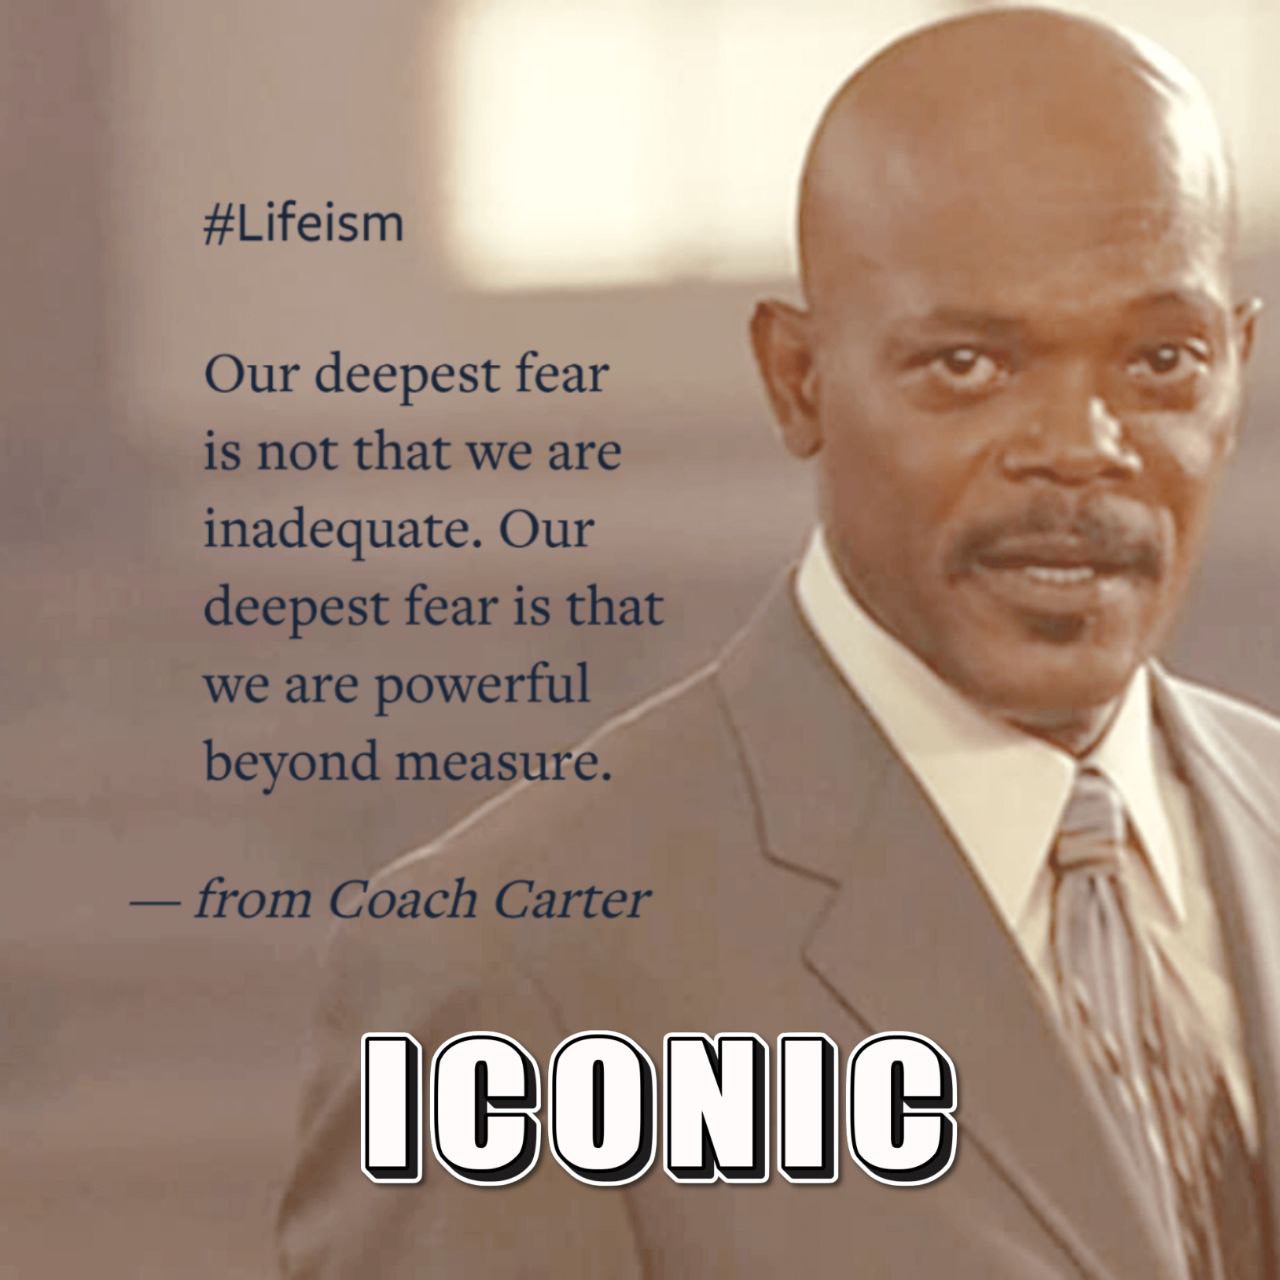 #Lifeism
Our deepest fear
is not that we are
inadequate. Our
deepest fear is that
we are powerful
beyond measure.
— from Coach Carter
ICONIC